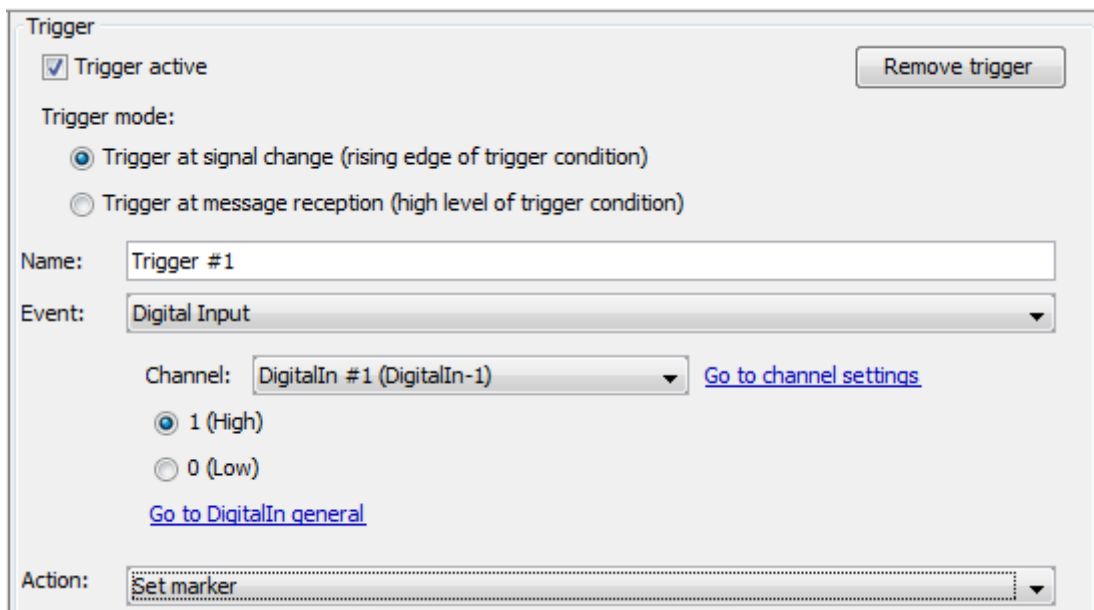 Trigger
Trigger active
Remove trigger
Trigger mode:
Trigger at signal change (rising edge of trigger condition)
Trigger at message reception (high level of trigger condition)
Name: Trigger #1
Event: Digital Input
Channel: DigitalIn #1 (DigitalIn-1) Go to channel settings
1 (High)
0 (Low)
Go to DigitalIn general
Action: Set marker